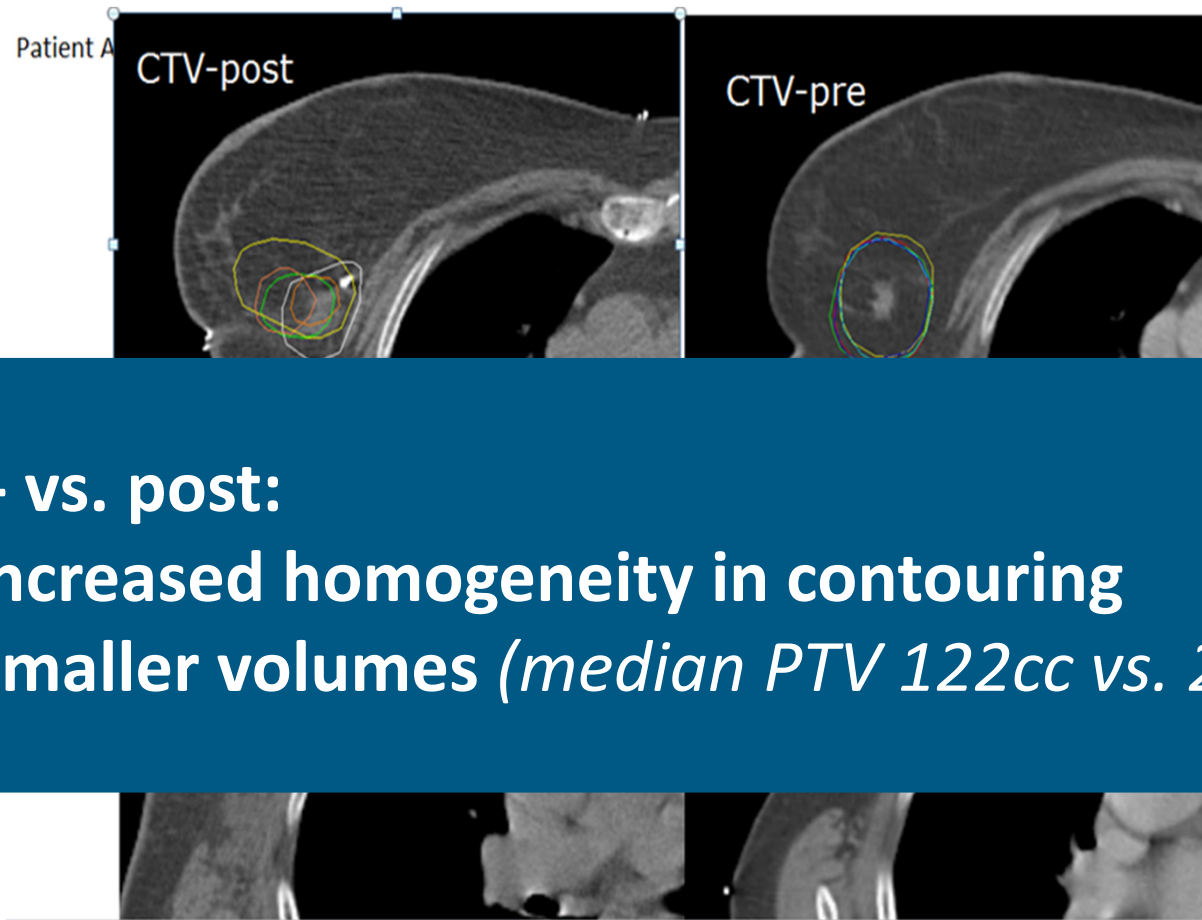 Patient A
CTV-post
CTV-pre
- vs. post:
ncreased homogeneity in contouring
maller volumes (median PTV 122cc vs. 2